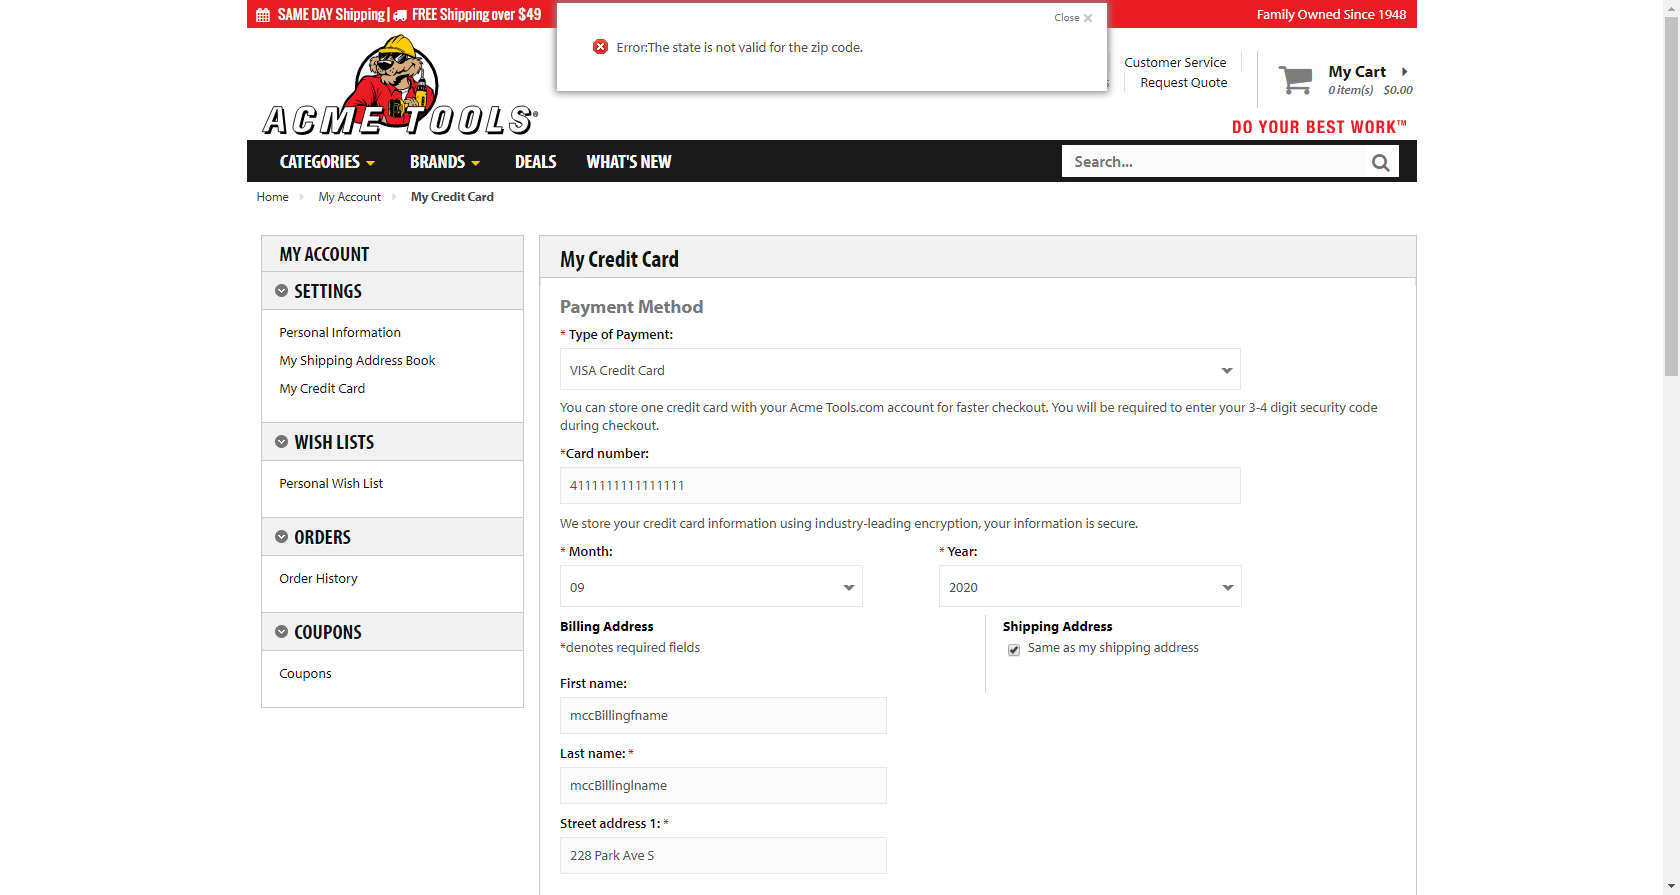 SAME DAY Shipping | FREE Shipping over $49
Close
Error:The state is not valid for the zip code.
Family Owned Since 1948
ACME TOOLS®
Customer Service
Request Quote
My Cart
0 item(s) $0.00
DO YOUR BEST WORK™
CATEGORIES BRANDS DEALS WHAT'S NEW
Search...
Home My Account My Credit Card
MY ACCOUNT
SETTINGS
Personal Information
My Shipping Address Book
My Credit Card
WISH LISTS
Personal Wish List
ORDERS
Order History
COUPONS
Coupons
My Credit Card
Payment Method
* Type of Payment:
VISA Credit Card
You can store one credit card with your Acme Tools.com account for faster checkout. You will be required to enter your 3-4 digit security code
during checkout.
*Card number:
4111111111111111
We store your credit card information using industry-leading encryption, your information is secure.
* Month:
09
* Year:
2020
Billing Address
*denotes required fields
Shipping Address
Same as my shipping address
First name:
mccBillingfname
Last name: *
mccBillinglname
Street address 1: *
228 Park Ave S